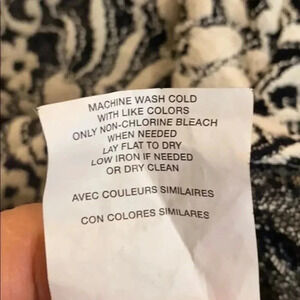 MACHINE WASH COLD
WITH LIKE COLORS
ONLY NON-CHLORINE BLEACH
WHEN NEEDED
LAY FLAT TO DRY
LOW IRON IF NEEDED
OR DRY CLEAN
AVEC COULEURS SIMILAIRES
CON COLORES SIMILARES